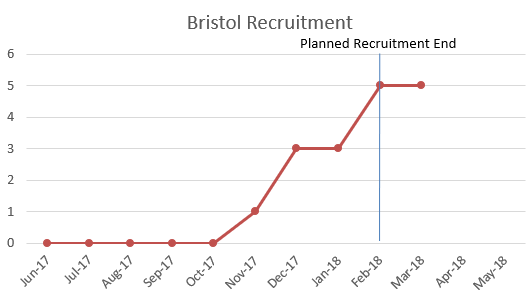 Bristol Recruitment
Planned Recruitment End
6
5
4
3
2
1
0
Jun-17
Jul-17
Aug-17
Sep-17
Oct-17
Nov-17
Dec-17
Jan-18
Feb-18
Mar-18
Apr-18
May-18